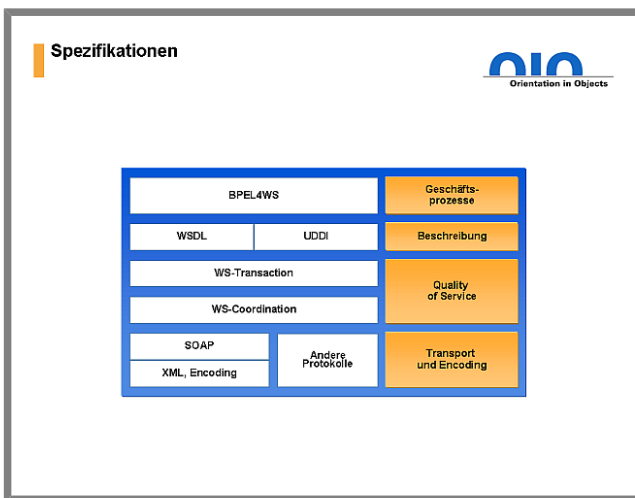 Spezifikationen
Orientation in Objects
BPEL4WS
Geschäfts-
prozesse
WSDL
UDDI
Beschreibung
WS-Transaction
WS-Coordination
Quality
of Service
SOAP
XML, Encoding
Andere
Protokolle
Transport
und Encoding